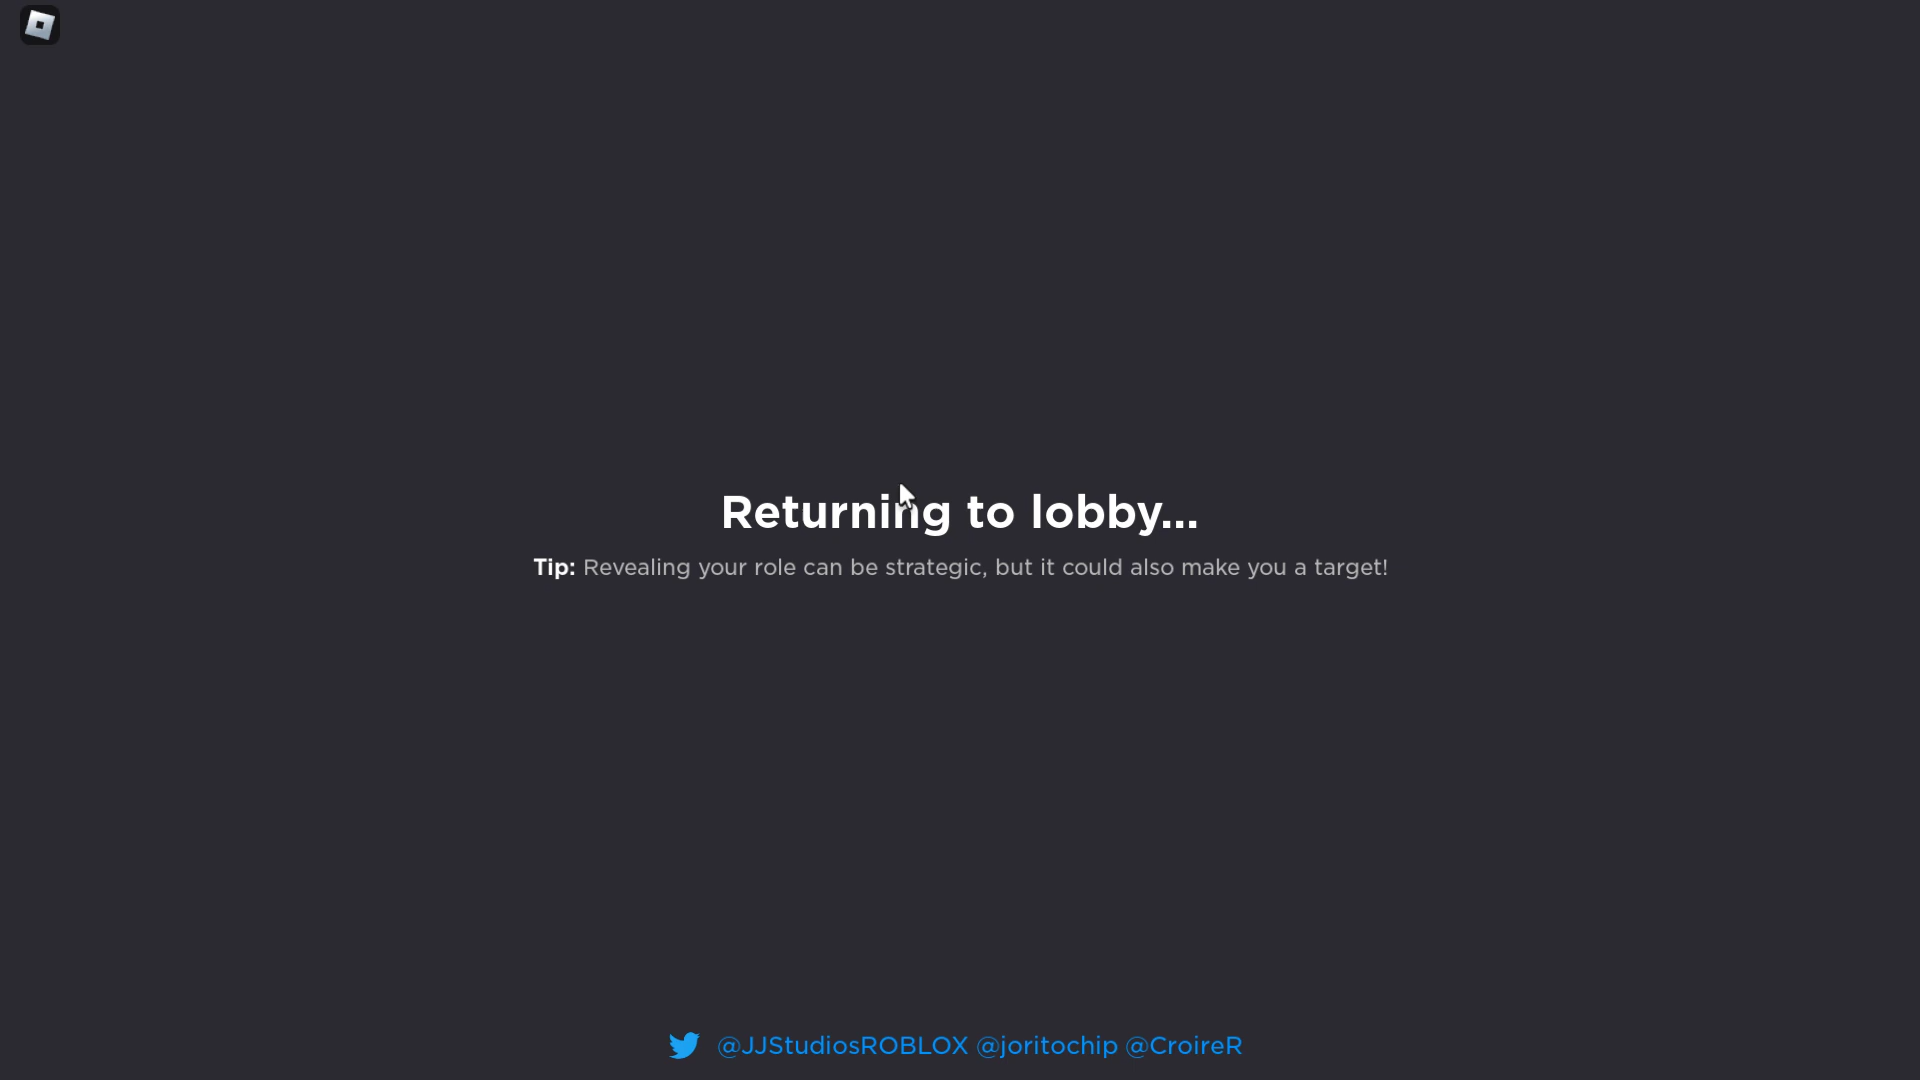 Returning to lobby...
Tip: Revealing your role can be strategic, but it could also make you a target!
@JJStudiosROBLOX @joritochip @CroireR